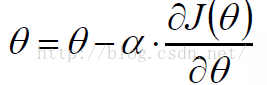 θ = θ − α · ∂J(θ) / ∂θ
http://blog.csdn.net/